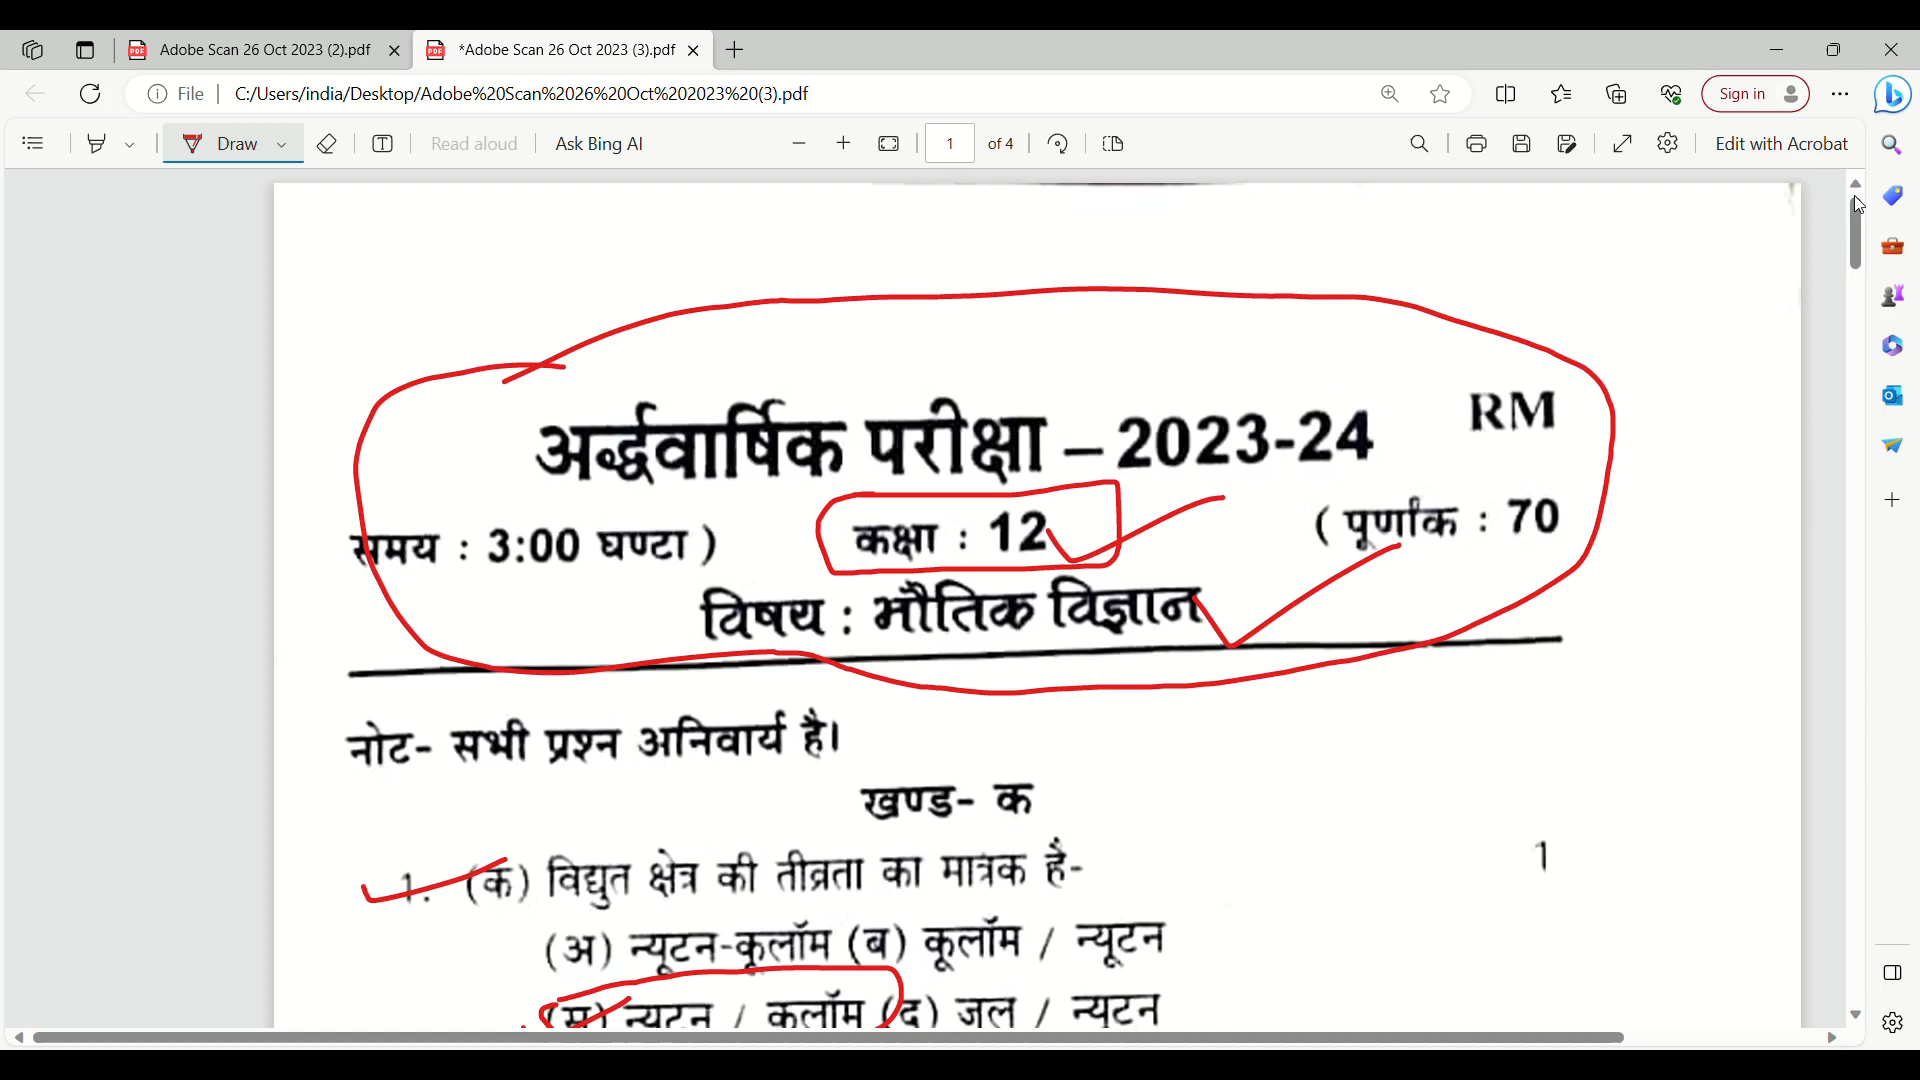 Adobe Scan 26 Oct 2023 (2).pdf
*Adobe Scan 26 Oct 2023 (3).pdf
File
C:/Users/india/Desktop/Adobe%20Scan%2026%20Oct%202023%20(3).pdf
Sign in
Draw
Read aloud
Ask Bing AI
1 of 4
Edit with Acrobat
RM
अर्द्धवार्षिक परीक्षा – 2023-24
समय : 3:00 घण्टा ) कक्षा : 12 ( पूर्णांक : 70
विषय : भौतिक विज्ञान
नोट- सभी प्रश्न अनिवार्य है।
खण्ड- क
1. (क) विद्युत क्षेत्र की तीव्रता का मात्रक है- 1
(अ) न्यूटन-कूलॉम (ब) कूलॉम / न्यूटन
(स) न्यूटन / कूलॉम (द) जूल / न्यूटन